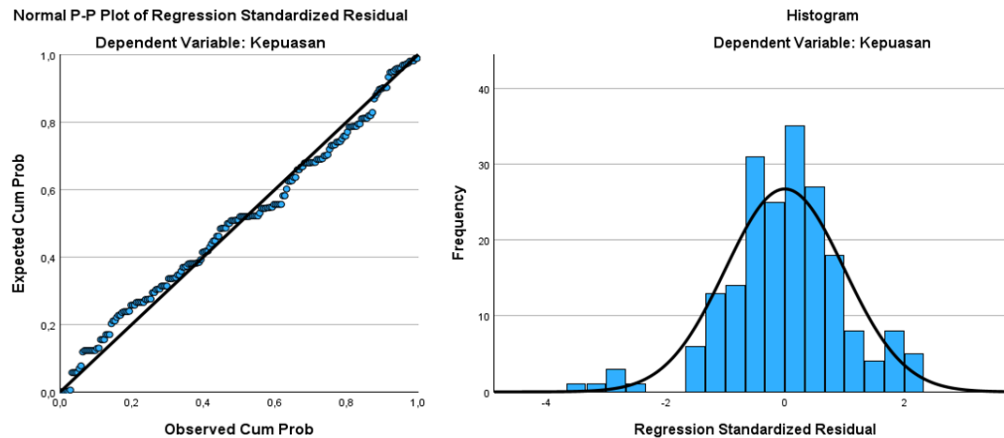 Normal P-P Plot of Regression Standardized Residual
Dependent Variable: Kepuasan
1,0
0,8
0,6
0,4
0,2
0,0
0,0 0,2 0,4 0,6 0,8 1,0
Expected Cum Prob
Observed Cum Prob
Histogram
Dependent Variable: Kepuasan
40
30
20
10
0
-4 -2 0 2
Frequency
Regression Standardized Residual